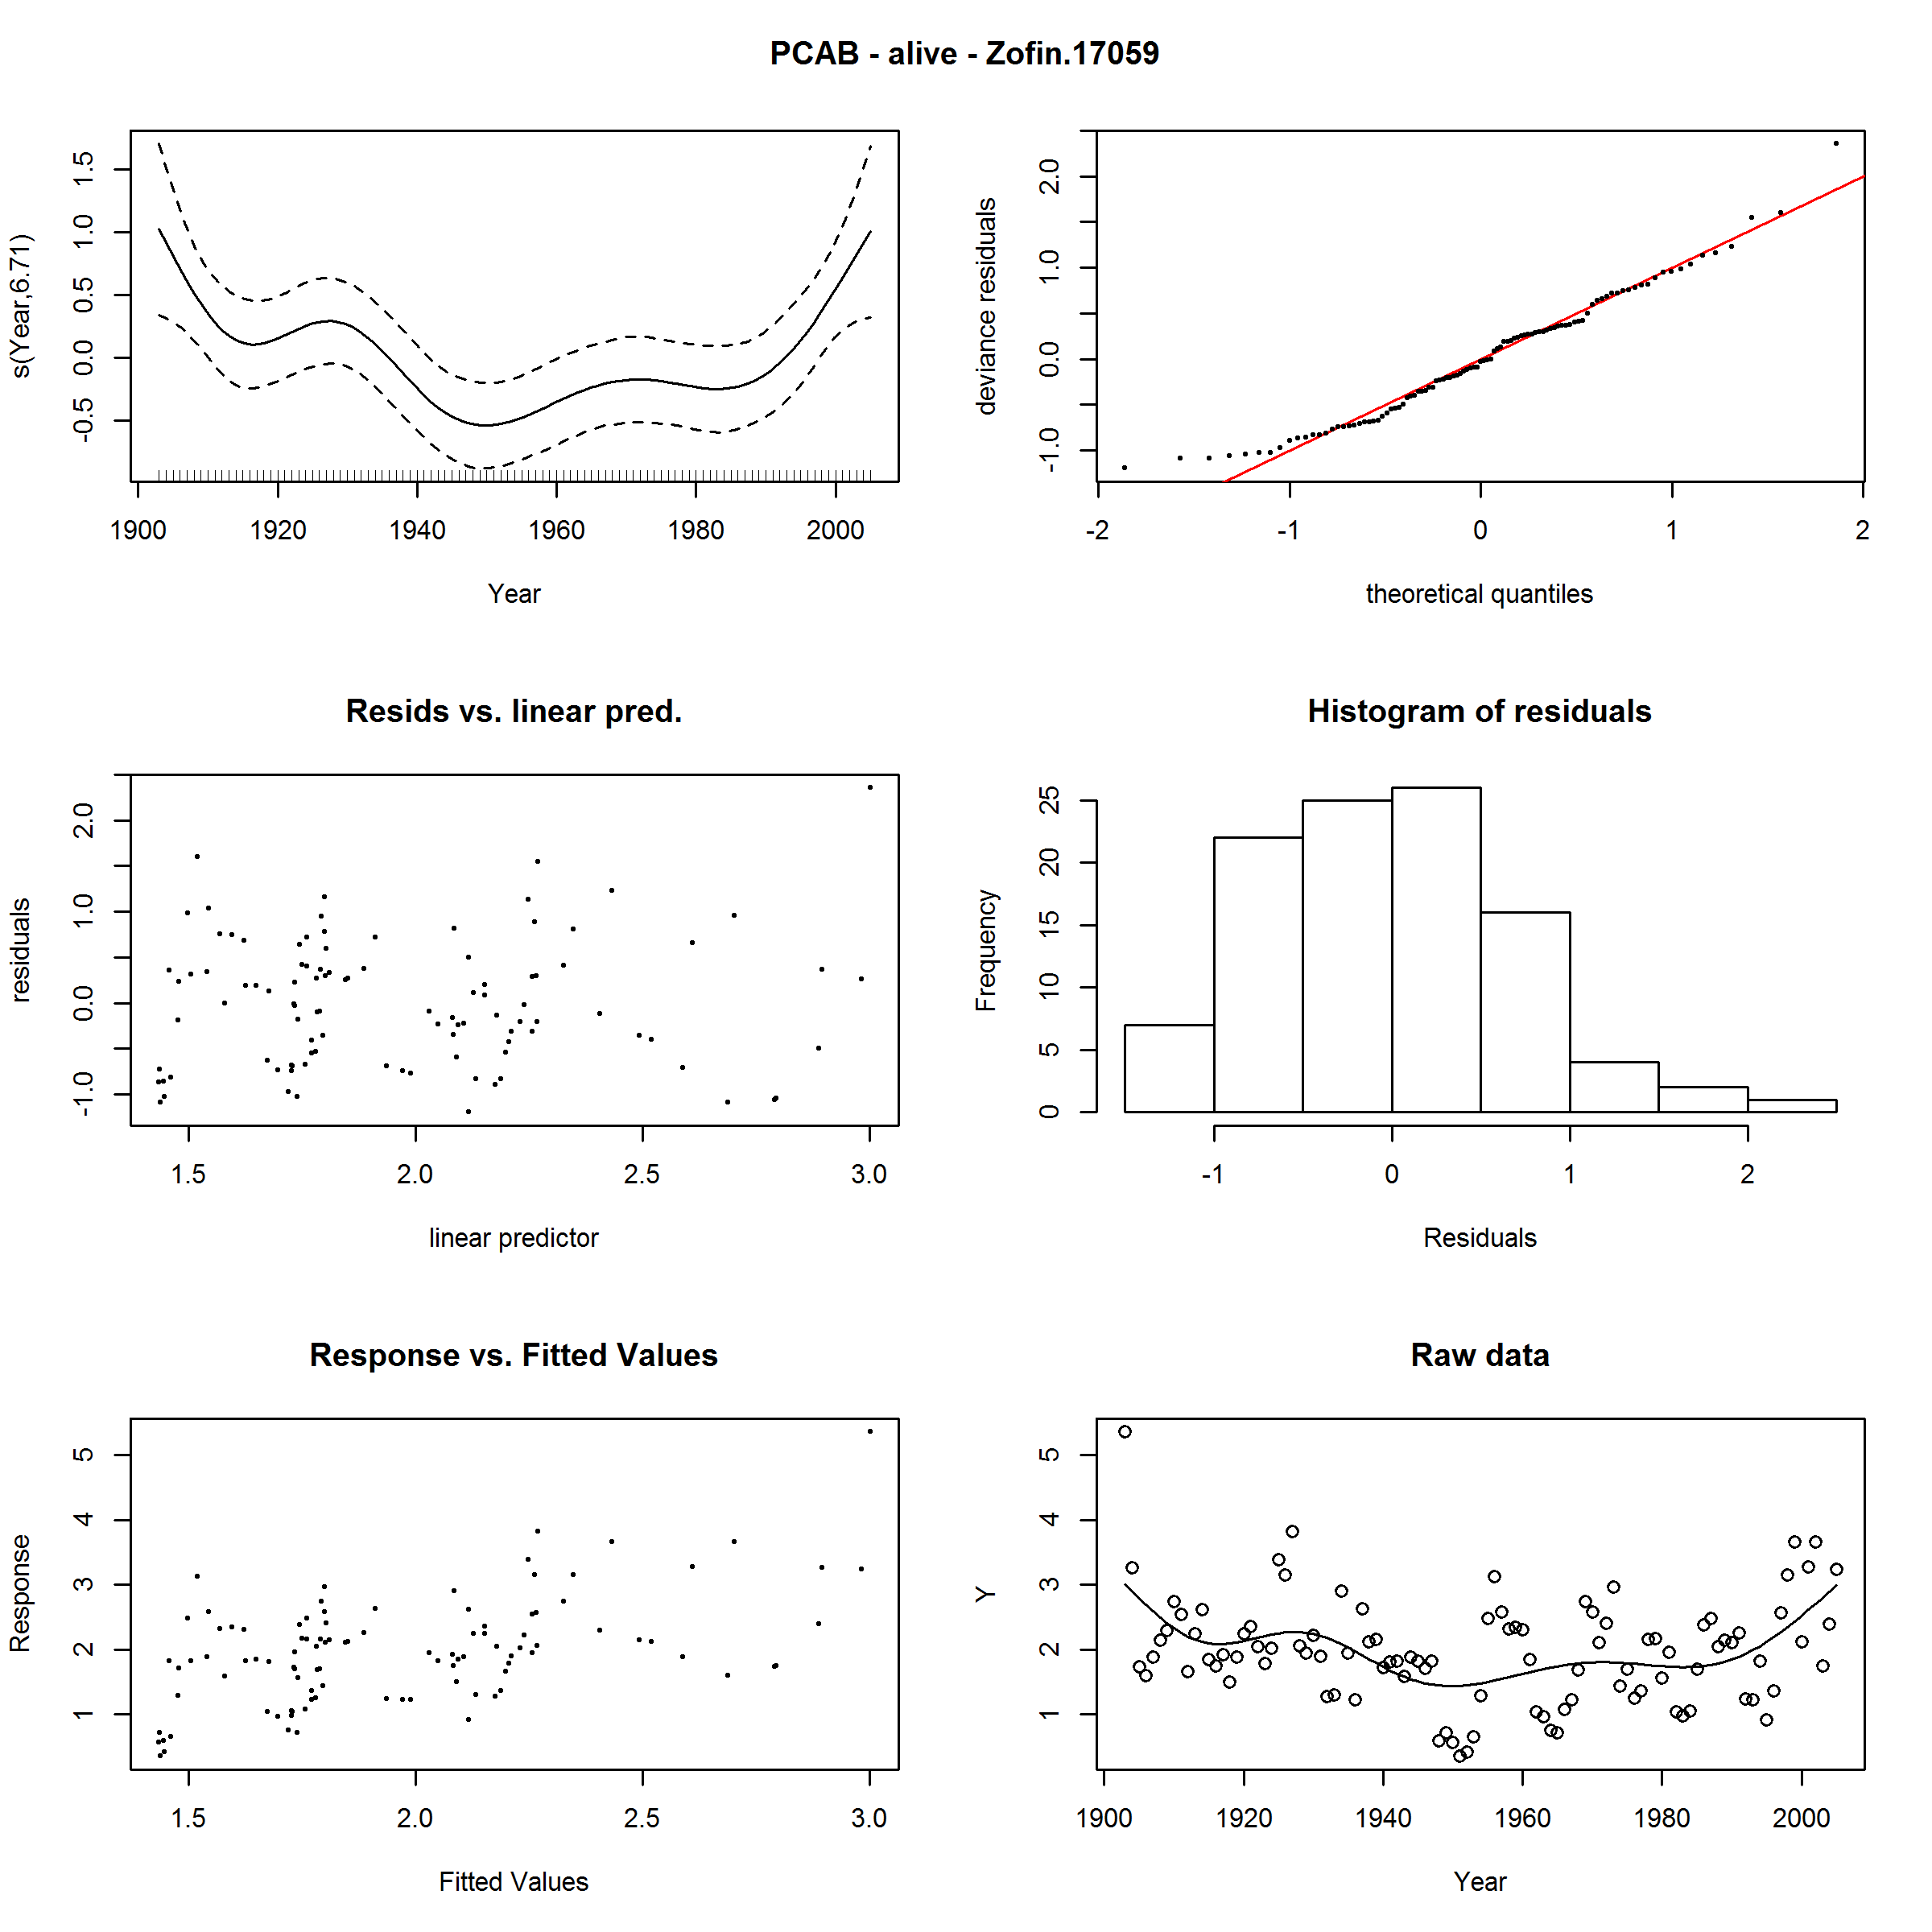 PCAB - alive - Zofin.17059
s(Year,6.71)
-0.5 0.0 0.5 1.0 1.5
1900 1920 1940 1960 1980 2000
Year
deviance residuals
-1.0 0.0 1.0 2.0
-2 -1 0 1 2
theoretical quantiles
Resids vs. linear pred.
residuals
-1.0 0.0 1.0 2.0
1.5 2.0 2.5 3.0
linear predictor
Histogram of residuals
Frequency
0 5 10 15 20 25
-1 0 1 2
Residuals
Response vs. Fitted Values
Response
1 2 3 4 5
1.5 2.0 2.5 3.0
Fitted Values
Raw data
Y
1 2 3 4 5
1900 1920 1940 1960 1980 2000
Year